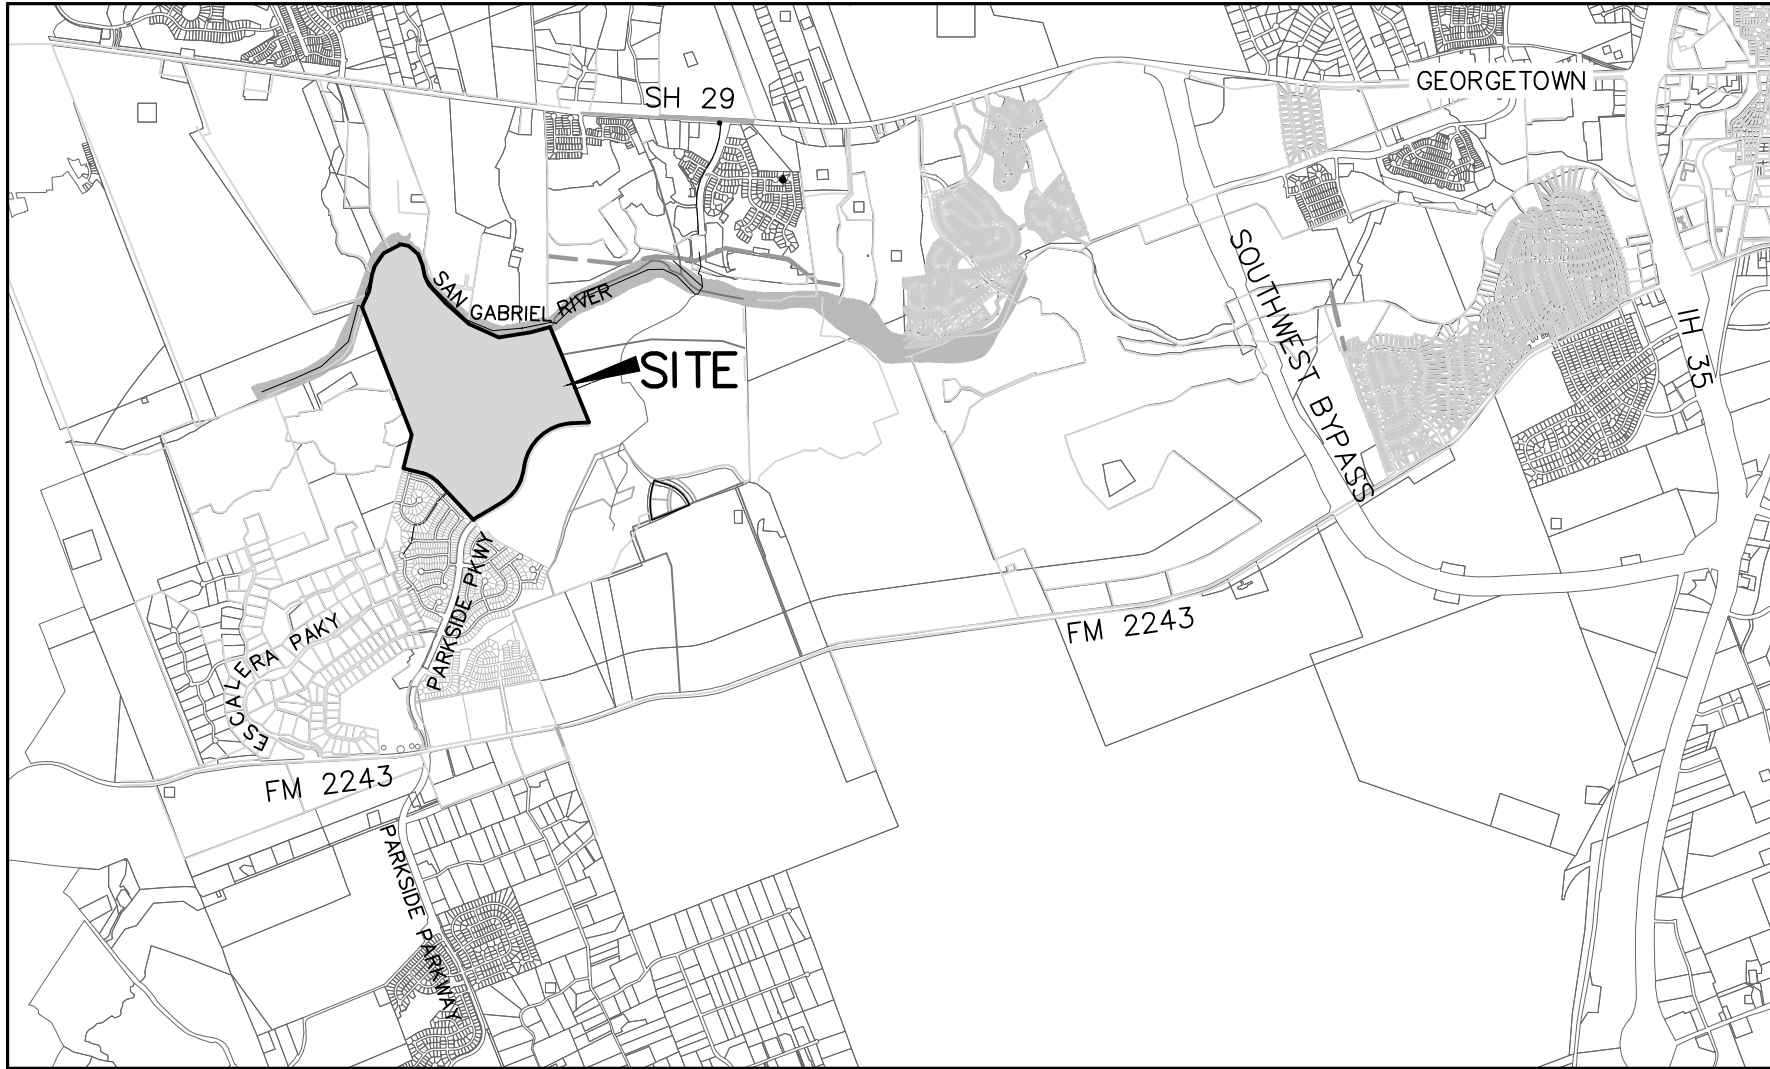 GEORGETOWN
SH 29
SOUTHWEST BYPASS
SAN GABRIEL RIVER
IH 35
SITE
PARKSIDE PKWY
ESCALERA PAKY
FM 2243
FM 2243
PARKSIDE PARKWAY